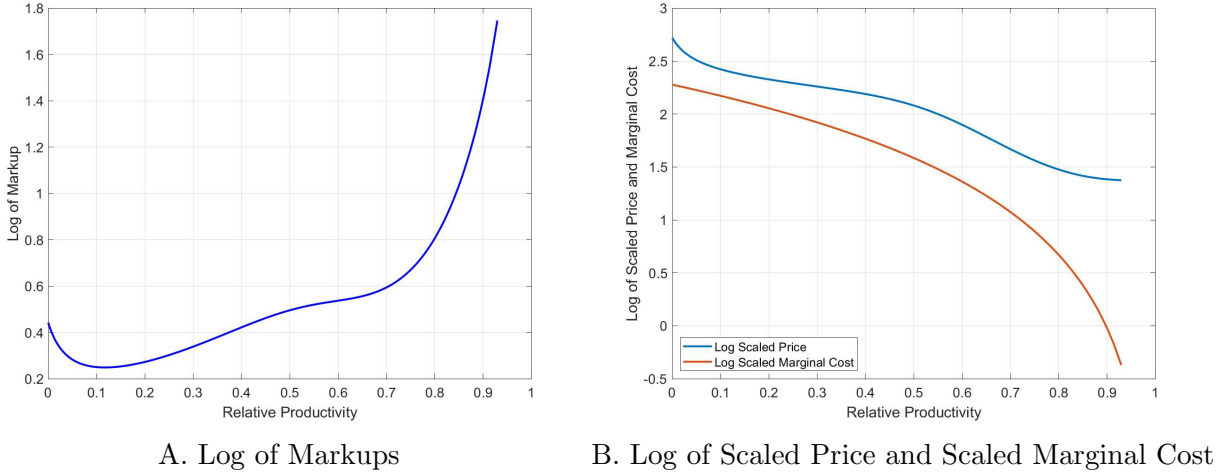 1.8
1.6
1.4
1.2
1
0.8
0.6
0.4
0.2
Log of Markup
0 0.1 0.2 0.3 0.4 0.5 0.6 0.7 0.8 0.9 1
Relative Productivity
A. Log of Markups
3
2.5
2
1.5
1
0.5
0
-0.5
Log of Scaled Price and Marginal Cost
Log Scaled Price
Log Scaled Marginal Cost
0 0.1 0.2 0.3 0.4 0.5 0.6 0.7 0.8 0.9 1
Relative Productivity
B. Log of Scaled Price and Scaled Marginal Cost